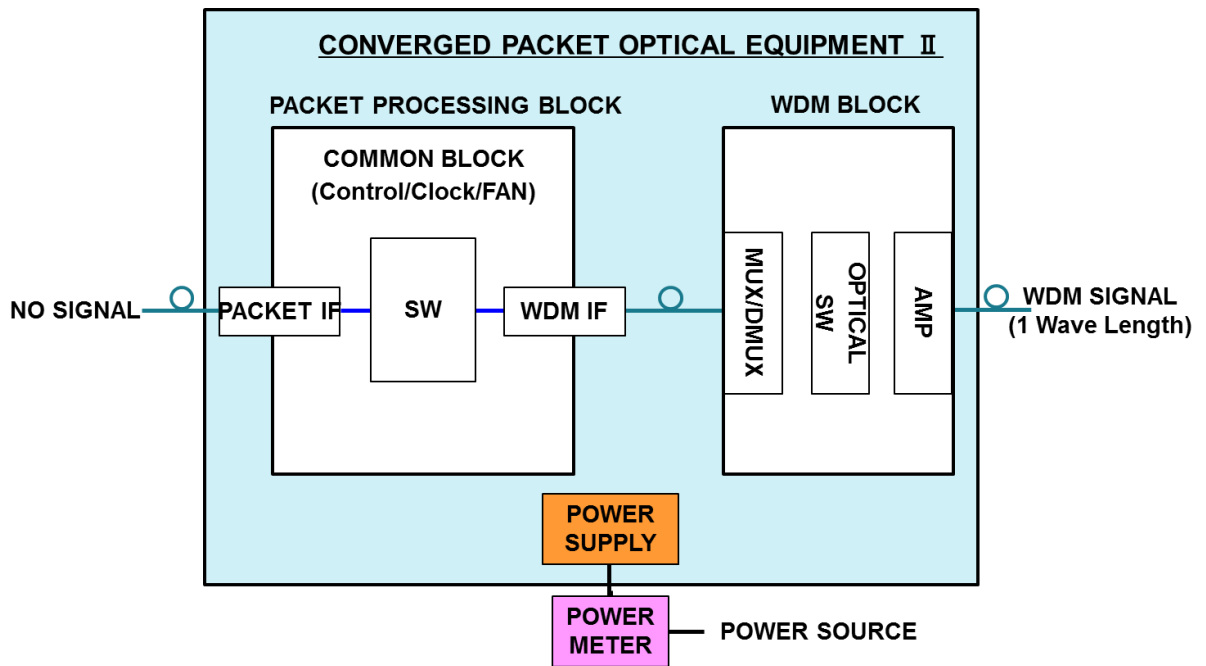 CONVERGED PACKET OPTICAL EQUIPMENT Ⅱ
PACKET PROCESSING BLOCK
WDM BLOCK
COMMON BLOCK
(Control/Clock/FAN)
NO SIGNAL
PACKET IF
SW
WDM IF
MUX/DMUX
OPTICAL
SW
AMP
WDM SIGNAL
(1 Wave Length)
POWER
SUPPLY
POWER
METER
POWER SOURCE